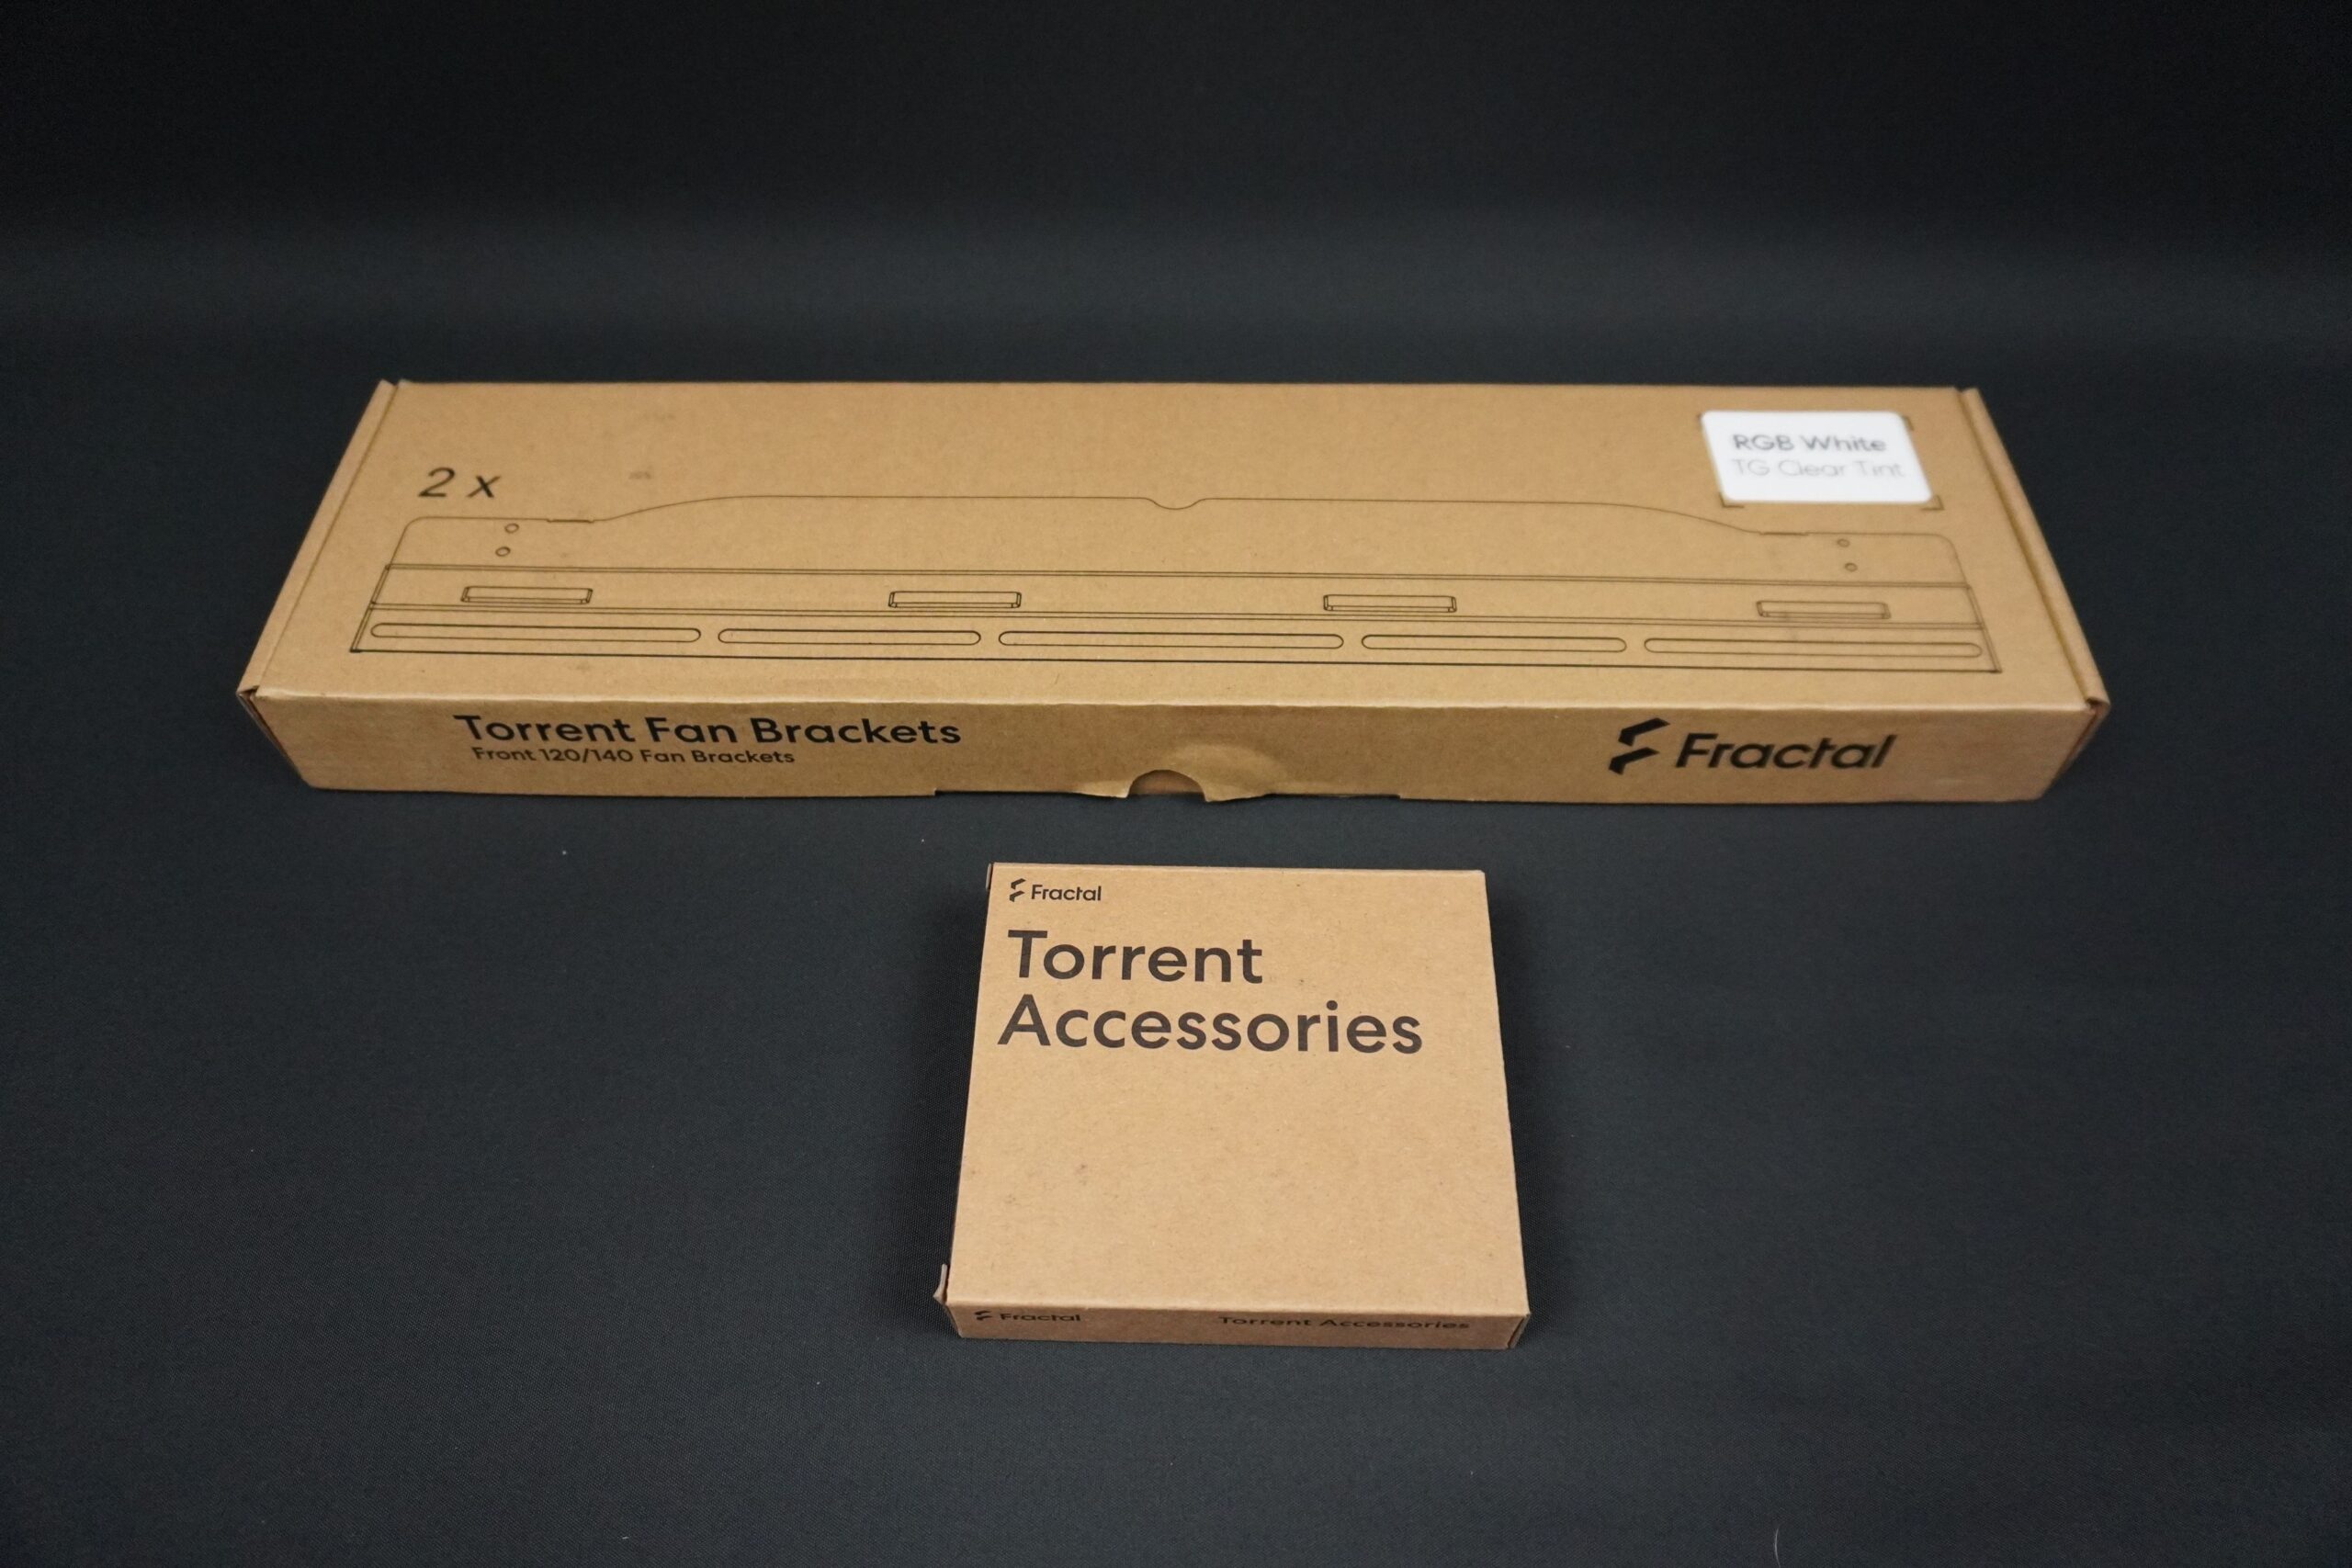 2 x
RGB White
TG Clear Tint
Torrent Fan Brackets
Front 120/140 Fan Brackets
Fractal
Fractal
Torrent
Accessories
Fractal
Torrent Accessories